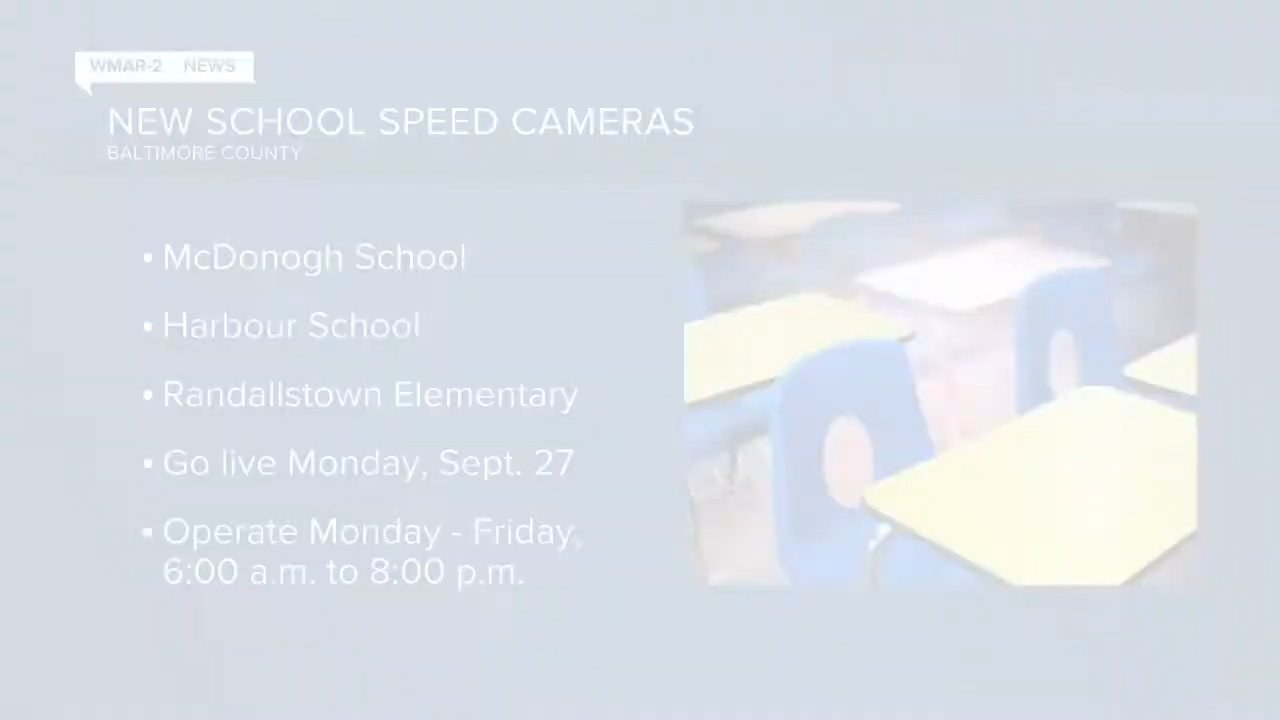 WMAR-2 NEWS
NEW SCHOOL SPEED CAMERAS
BALTIMORE COUNTY
• McDonogh School
• Harbour School
• Randallstown Elementary
• Go live Monday, Sept. 27
• Operate Monday - Friday,
6:00 a.m. to 8:00 p.m.